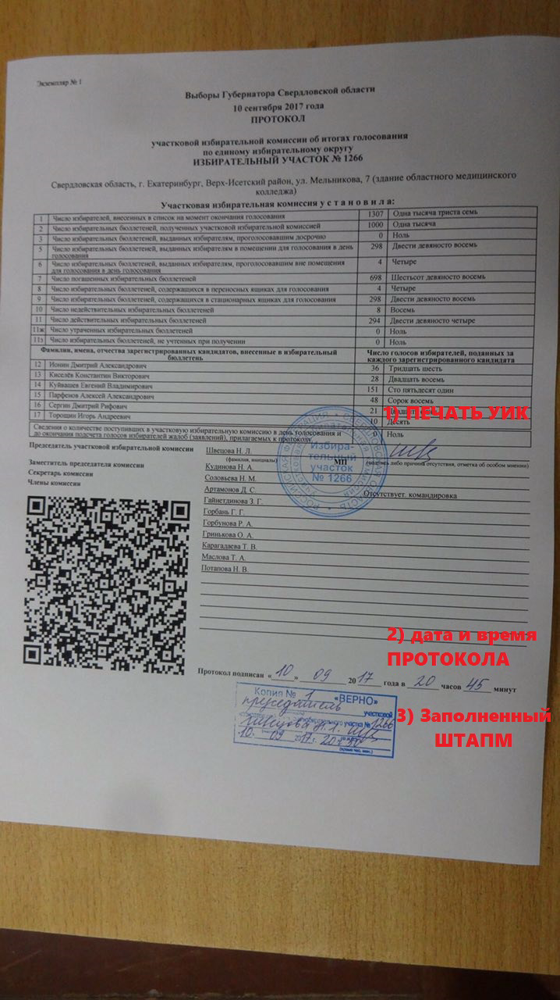 Экземпляр № 1
Выборы Губернатора Свердловской области
10 сентября 2017 года
ПРОТОКОЛ
участковой избирательной комиссии об итогах голосования
по единому избирательному округу
ИЗБИРАТЕЛЬНЫЙ УЧАСТОК № 1266
Свердловская область, г. Екатеринбург, Верх-Исетский район, ул. Мельникова, 7 (здание областного медицинского
колледжа)
Участковая избирательная комиссия у с т а н о в и л а:
1 Число избирателей, внесенных в список на момент окончания голосования 1307 Одна тысяча триста семь
2 Число избирательных бюллетеней, полученных участковой избирательной комиссией 1000 Одна тысяча
3 Число избирательных бюллетеней, выданных избирателям, проголосовавшим досрочно 0 Ноль
5 Число избирательных бюллетеней, выданных избирателям в помещении для голосования в день
голосования 298 Двести девяносто восемь
6 Число избирательных бюллетеней, выданных избирателям, проголосовавшим вне помещения
для голосования в день голосования 4 Четыре
7 Число погашенных избирательных бюллетеней 698 Шестьсот девяносто восемь
8 Число избирательных бюллетеней, содержащихся в переносных ящиках для голосования 4 Четыре
9 Число избирательных бюллетеней, содержащихся в стационарных ящиках для голосования 298 Двести девяносто восемь
10 Число недействительных избирательных бюллетеней 8 Восемь
11 Число действительных избирательных бюллетеней 294 Двести девяносто четыре
11ж Число утраченных избирательных бюллетеней 0 Ноль
11з Число избирательных бюллетеней, не учтенных при получении 0 Ноль
Фамилии, имена, отчества зарегистрированных кандидатов, внесенные в избирательный
бюллетень
Число голосов избирателей, поданных за
каждого зарегистрированного кандидата
12 Ионин Дмитрий Александрович 36 Тридцать шесть
13 Киселёв Константин Викторович 28 Двадцать восемь
14 Куйвашев Евгений Владимирович 151 Сто пятьдесят один
15 Парфенов Алексей Александрович 48 Сорок восемь
16 Сергин Дмитрий Рифович 21
17 Торощин Игорь Андреевич 10 Десять
1) ПЕЧАТЬ УИК
Сведения о количестве поступивших в участковую избирательную комиссию в день голосования и
до окончания подсчета голосов избирателей жалоб (заявлений), прилагаемых к протоколу 0 Ноль
Председатель участковой избирательной комиссии Швецова Н. Л.
(фамилия, инициалы) МП (подпись либо причина отсутствия, отметка об особом мнении)
Избира-
тельный
участок
№ 1266
Заместитель председателя комиссии Кудинова Н. А.
Секретарь комиссии Соловьева Н. М.
Члены комиссии Артамонов Д. С. Отсутствует. командировка
Гайнетдинова З. Г.
Горбань Г. Г.
Горбунова Р. А.
Гринькова О. А.
Карагадаева Т. В.
Маслова Т. А.
Потапова Н. В.
2) дата и время
ПРОТОКОЛА
Протокол подписан «10» 09 2017 года в 20 часов 45 минут
Копия № 1 «ВЕРНО»
председатель участковой
избирательного участка № 1266
Швецова Н. Л.
10 09 2017
3) Заполненный
ШТАПМ